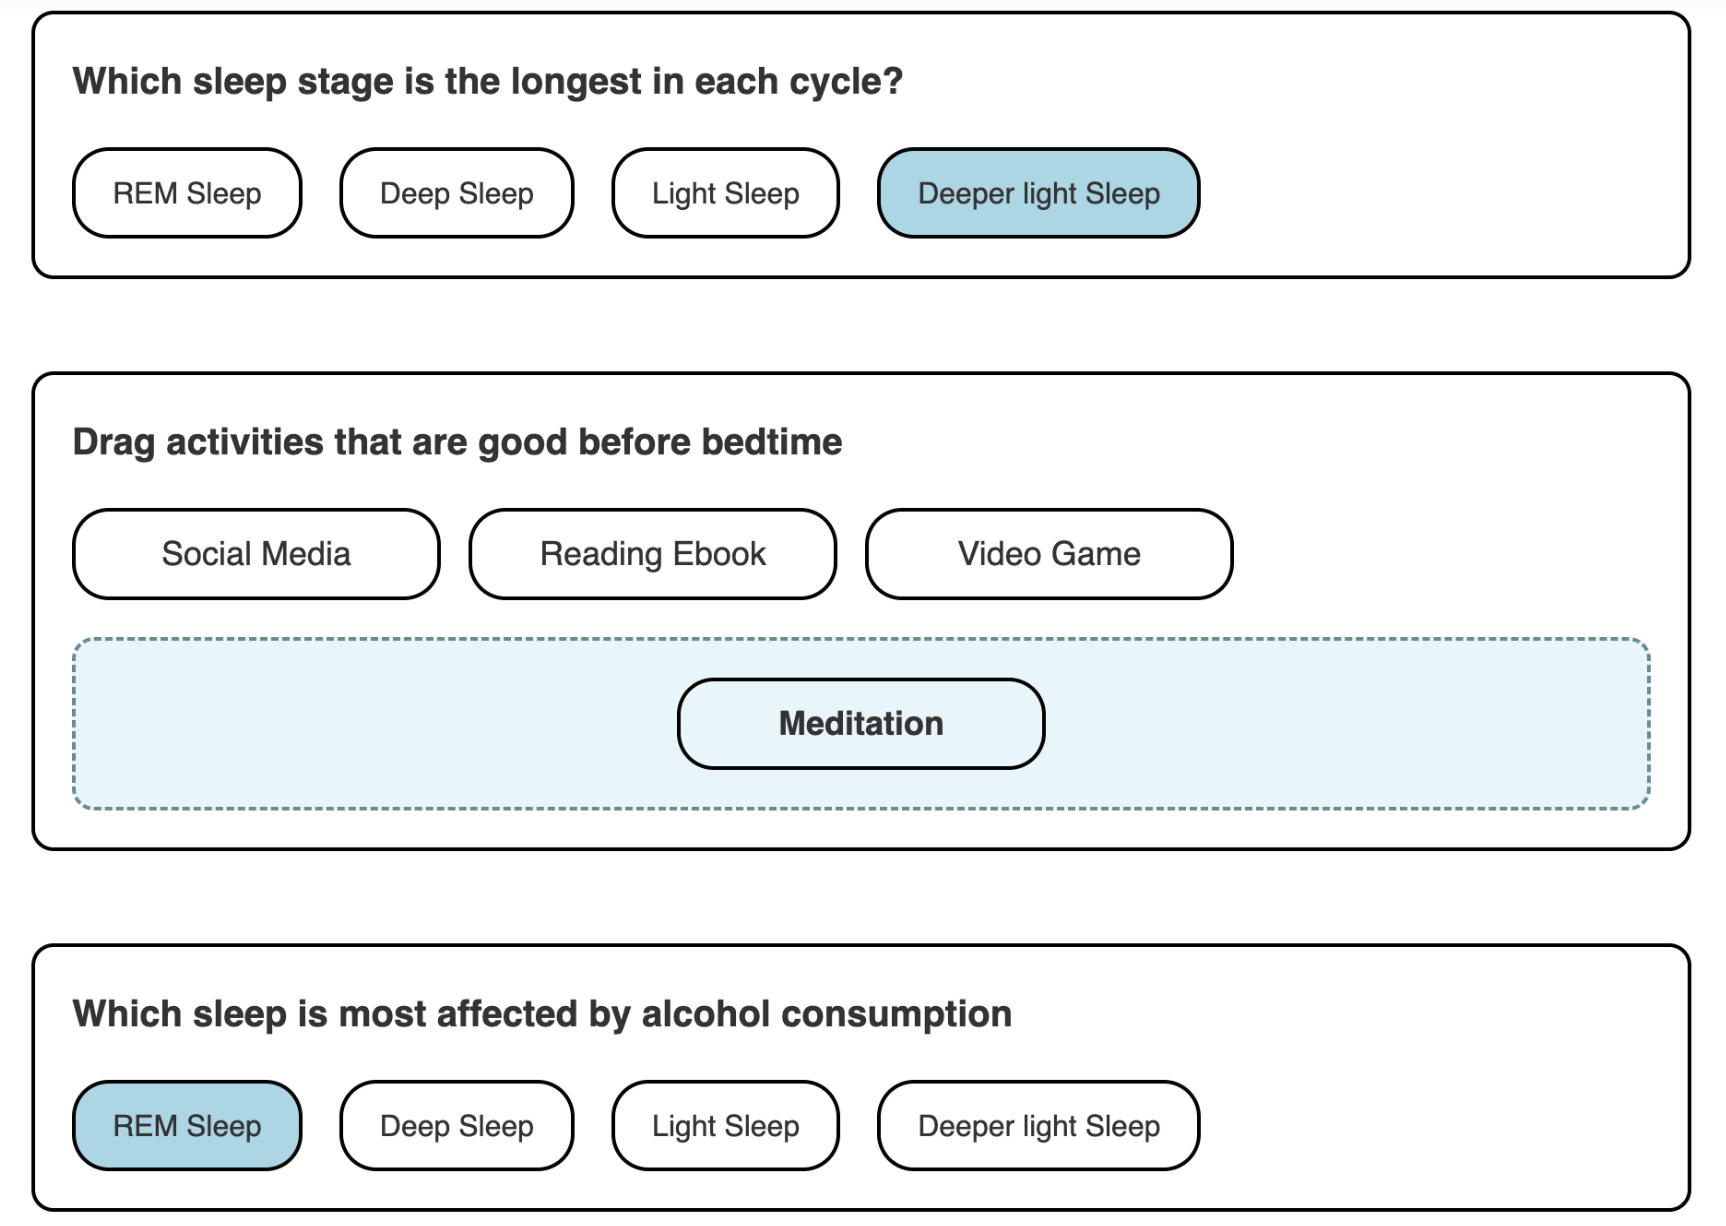 Which sleep stage is the longest in each cycle?
REM Sleep Deep Sleep Light Sleep Deeper light Sleep
Drag activities that are good before bedtime
Social Media Reading Ebook Video Game
Meditation
Which sleep is most affected by alcohol consumption
REM Sleep Deep Sleep Light Sleep Deeper light Sleep